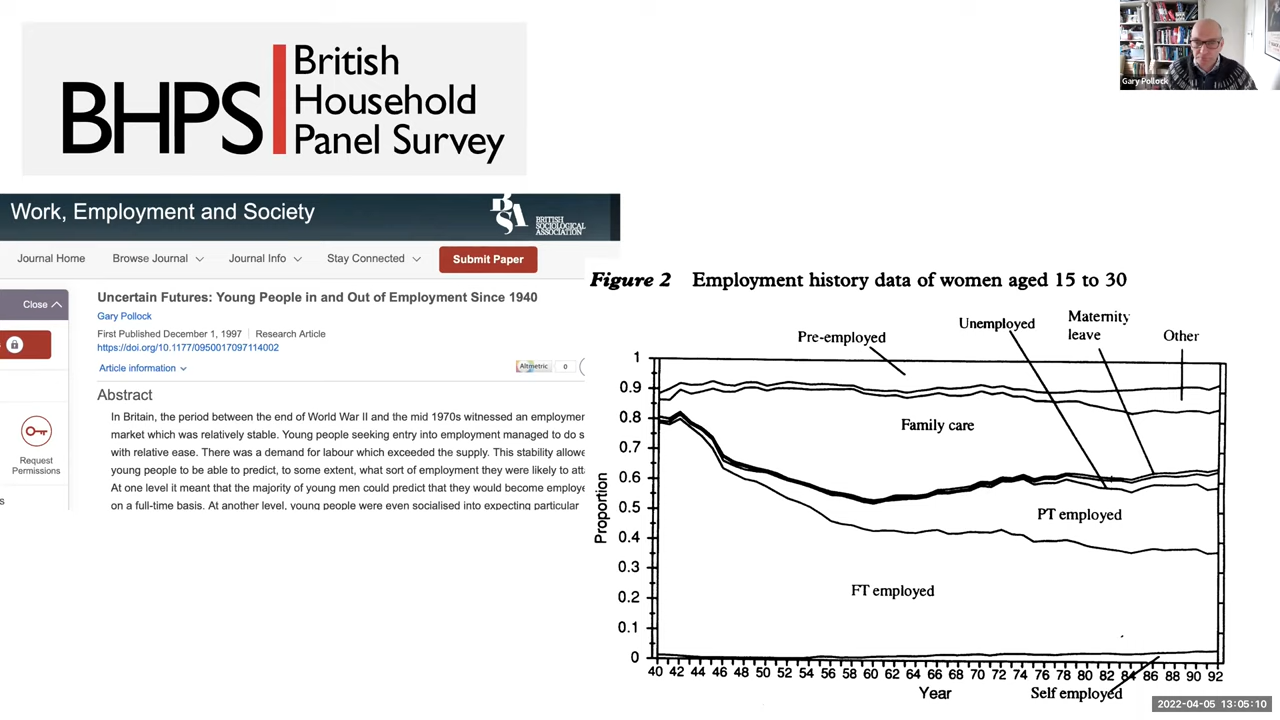 BHPS
British
Household
Panel Survey
Gary Pollock
Work, Employment and Society
BSA
BRITISH
SOCIOLOGICAL
ASSOCIATION
Journal Home
Browse Journal
Journal Info
Stay Connected
Submit Paper
Close
Uncertain Futures: Young People in and Out of Employment Since 1940
Gary Pollock
First Published December 1, 1997 | Research Article
https://doi.org/10.1177/0950017097114002
Article information
Altmetric 0
Abstract
In Britain, the period between the end of World War II and the mid 1970s witnessed an
market which was relatively stable. Young people seeking entry into employment managed to do
with relative ease. There was a demand for labour which exceeded the supply. This stability
young people to be able to predict, to some extent, what sort of employment they were likely to
At one level it meant that the majority of young men could predict that they would become
on a full-time basis. At another level, young people were even socialised into expecting particular
Request
Permissions
s
Figure 2 Employment history data of women aged 15 to 30
Pre-employed
Unemployed
Maternity
leave
Other
Family care
PT employed
FT employed
Self employed
Proportion
1
0.9
0.8
0.7
0.6
0.5
0.4
0.3
0.2
0.1
0
40 42 44 46 48 50 52 54 56 58 60 62 64 66 68 70 72 74 76 78 80 82 84 86 88 90 92
Year
2022-04-05 13:05:10